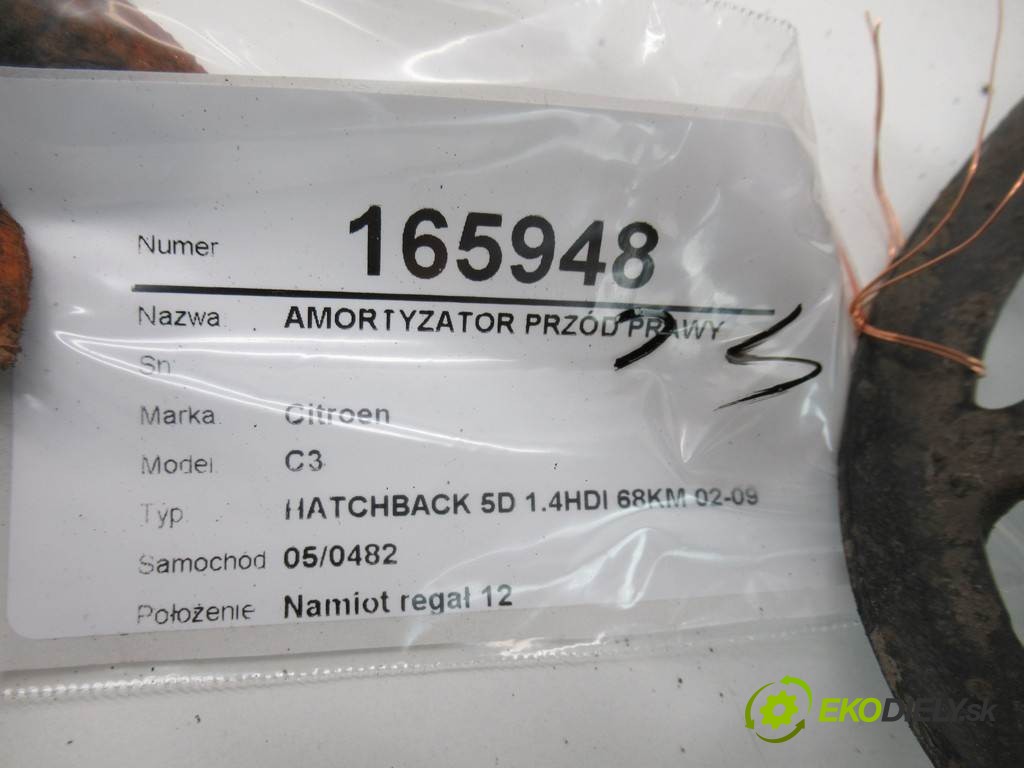 Numer 165948
Nazwa AMORTYZATOR PRZÓD PRAWY
Sn
Marka Citroen
Model C3
Typ HATCHBACK 5D 1.4HDI 68KM 02-09
Samochód 05/0482
Położenie Namiot regał 12
EKODIELY.sk